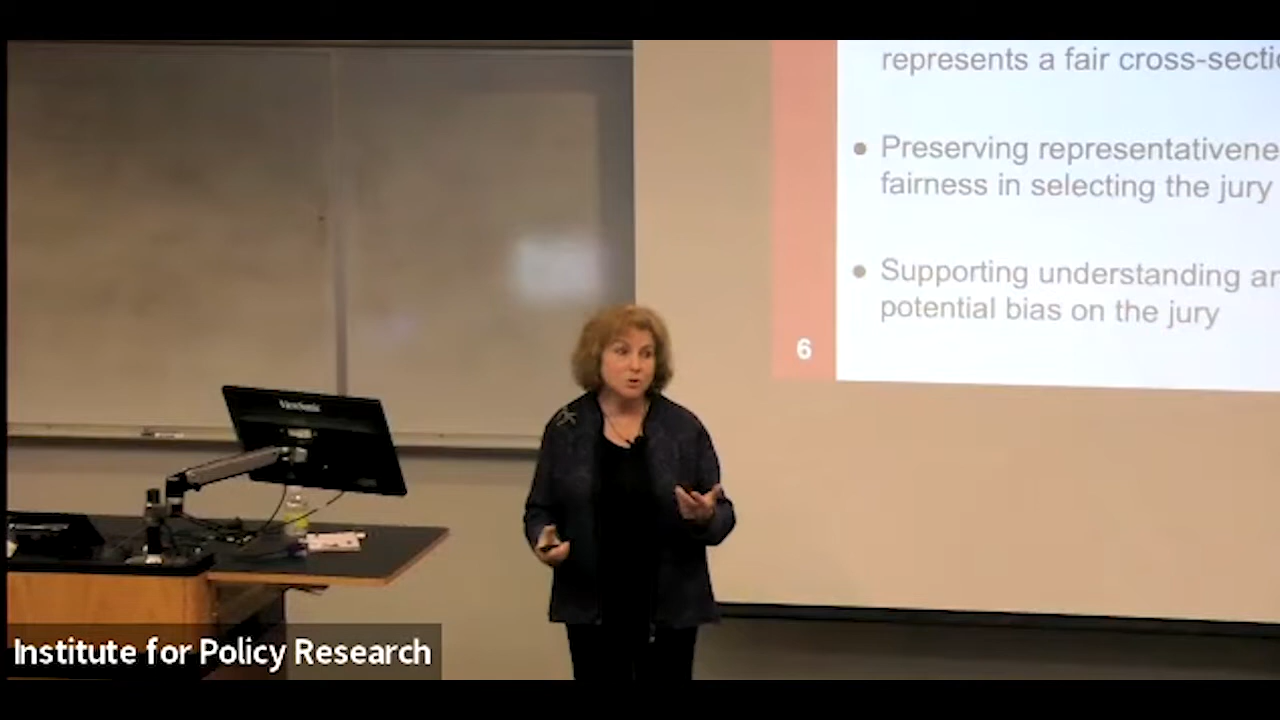 represents a fair cross-sectio
● Preserving representativene
fairness in selecting the jury
● Supporting understanding an
potential bias on the jury
6
ViewSonic
Institute for Policy Research